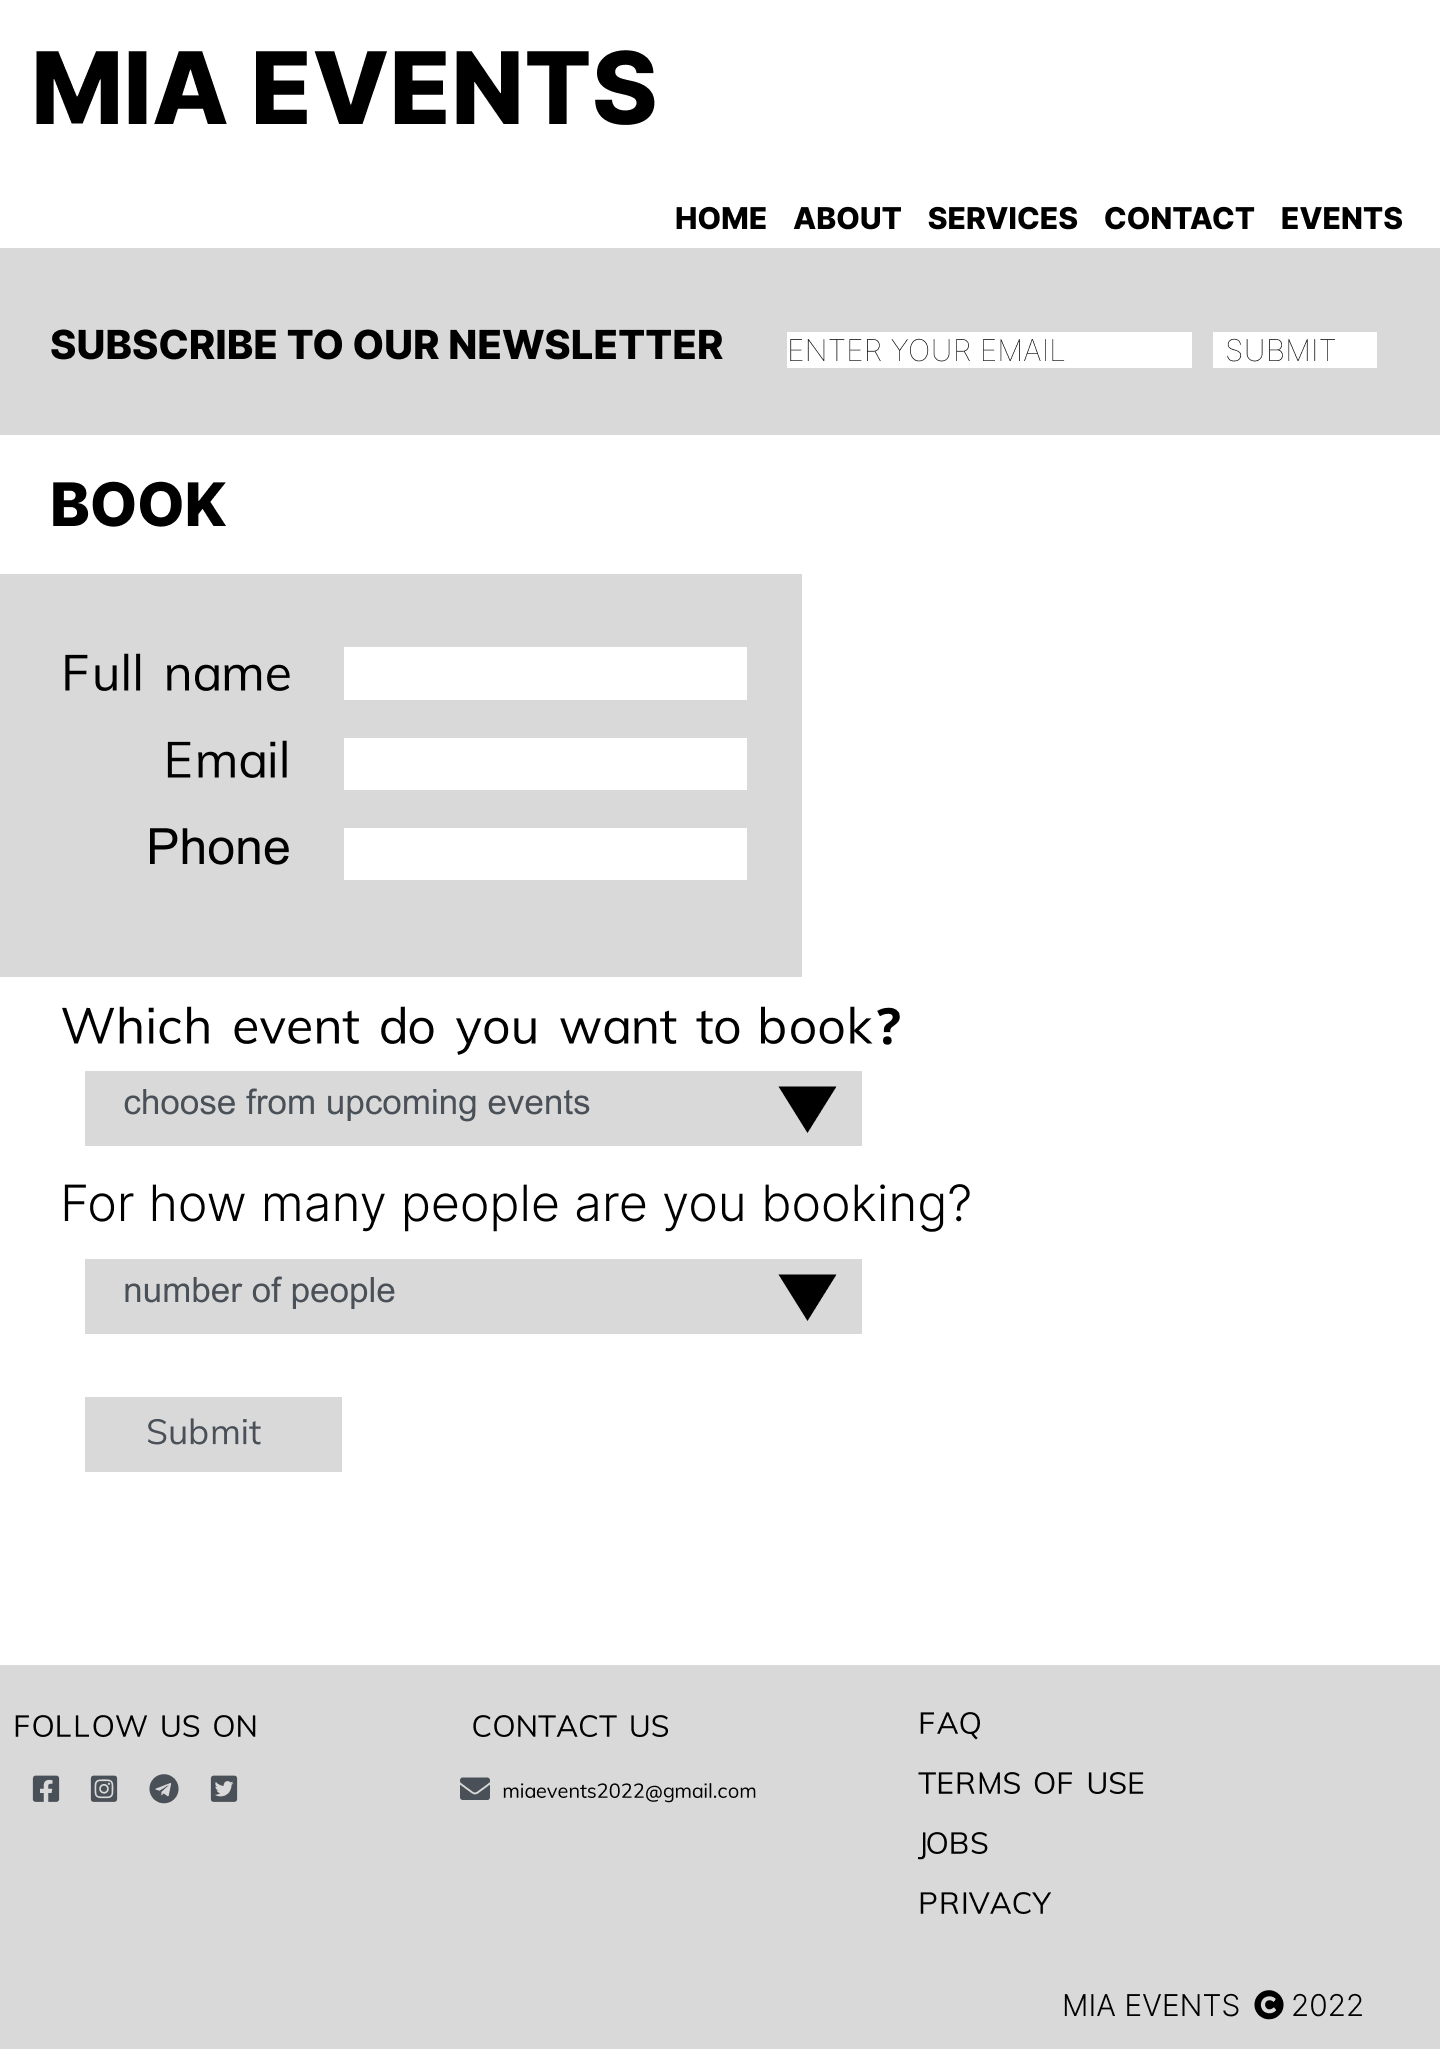 MIA EVENTS
HOME ABOUT SERVICES CONTACT EVENTS
SUBSCRIBE TO OUR NEWSLETTER ENTER YOUR EMAIL SUBMIT
BOOK
Full name
Email
Phone
Which event do you want to book?
choose from upcoming events
For how many people are you booking?
number of people
Submit
FOLLOW US ON
CONTACT US
miaevents2022@gmail.com
FAQ
TERMS OF USE
JOBS
PRIVACY
MIA EVENTS © 2022